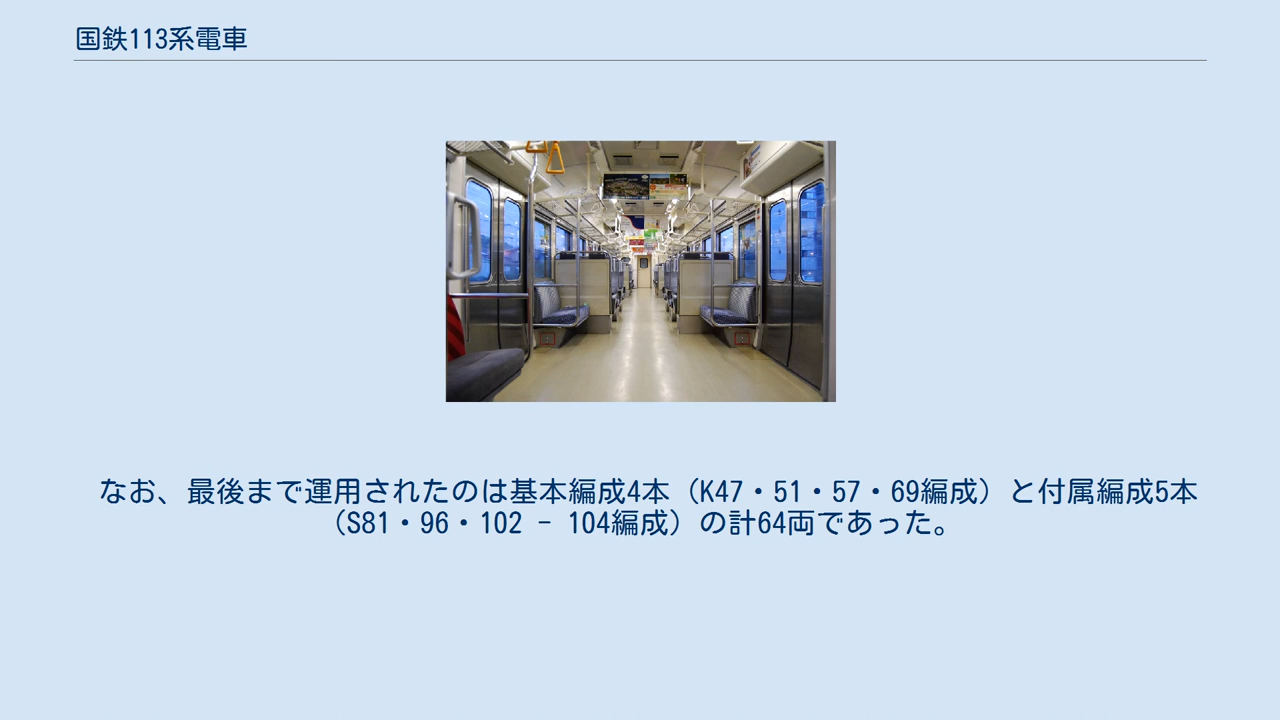 国鉄113系電車
なお、最後まで運用されたのは基本編成4本（K47・51・57・69編成）と付属編成5本
（S81・96・102 - 104編成）の計64両であった。